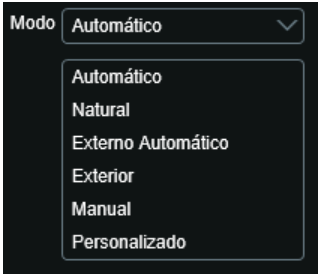 Modo Automático
Automático
Natural
Externo Automático
Exterior
Manual
Personalizado